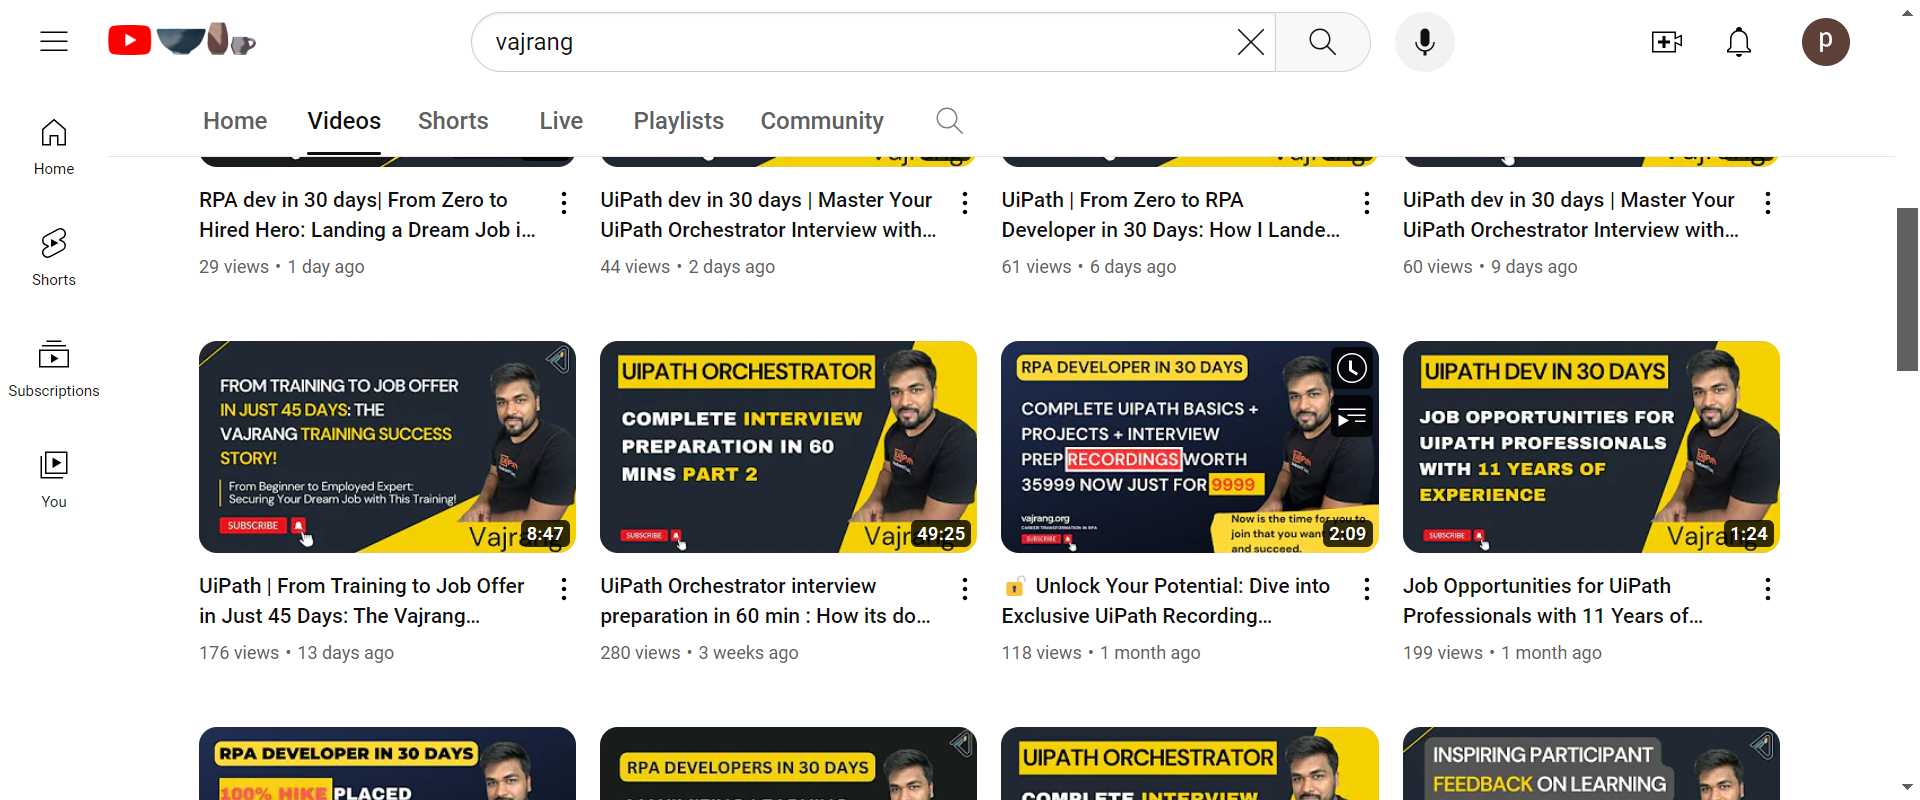 vajrang
p
Home
Videos
Shorts
Live
Playlists
Community
Home
Shorts
Subscriptions
You
RPA dev in 30 days| From Zero to
Hired Hero: Landing a Dream Job i...
29 views • 1 day ago
UiPath dev in 30 days | Master Your
UiPath Orchestrator Interview with...
44 views • 2 days ago
UiPath | From Zero to RPA
Developer in 30 Days: How I Lande...
61 views • 6 days ago
UiPath dev in 30 days | Master Your
UiPath Orchestrator Interview with...
60 views • 9 days ago
FROM TRAINING TO JOB OFFER
IN JUST 45 DAYS: THE
VAJRANG TRAINING SUCCESS
STORY!
From Beginner to Employed Expert:
Securing Your Dream Job with This Training!
SUBSCRIBE
Vajrang
8:47
UiPath | From Training to Job Offer
in Just 45 Days: The Vajrang...
176 views • 13 days ago
UIPATH ORCHESTRATOR
COMPLETE INTERVIEW
PREPARATION IN 60
MINS PART 2
SUBSCRIBE
49:25
UiPath Orchestrator interview
preparation in 60 min : How its do...
280 views • 3 weeks ago
RPA DEVELOPER IN 30 DAYS
COMPLETE UIPATH BASICS +
PROJECTS + INTERVIEW
PREP RECORDINGS WORTH
35999 NOW JUST FOR 9999
vajrang.org
CAREER TRANSFORMATION IN RPA
SUBSCRIBE
Now is the time for you to
join that you want
and succeed.
2:09
🔓 Unlock Your Potential: Dive into
Exclusive UiPath Recording...
118 views • 1 month ago
UIPATH DEV IN 30 DAYS
JOB OPPORTUNITIES FOR
UIPATH PROFESSIONALS
WITH 11 YEARS OF
EXPERIENCE
SUBSCRIBE
1:24
Job Opportunities for UiPath
Professionals with 11 Years of...
199 views • 1 month ago
RPA DEVELOPER IN 30 DAYS
100% HIKE PLACED
RPA DEVELOPERS IN 30 DAYS
UIPATH ORCHESTRATOR
COMPLETE INTERVIEW
INSPIRING PARTICIPANT
FEEDBACK ON LEARNING